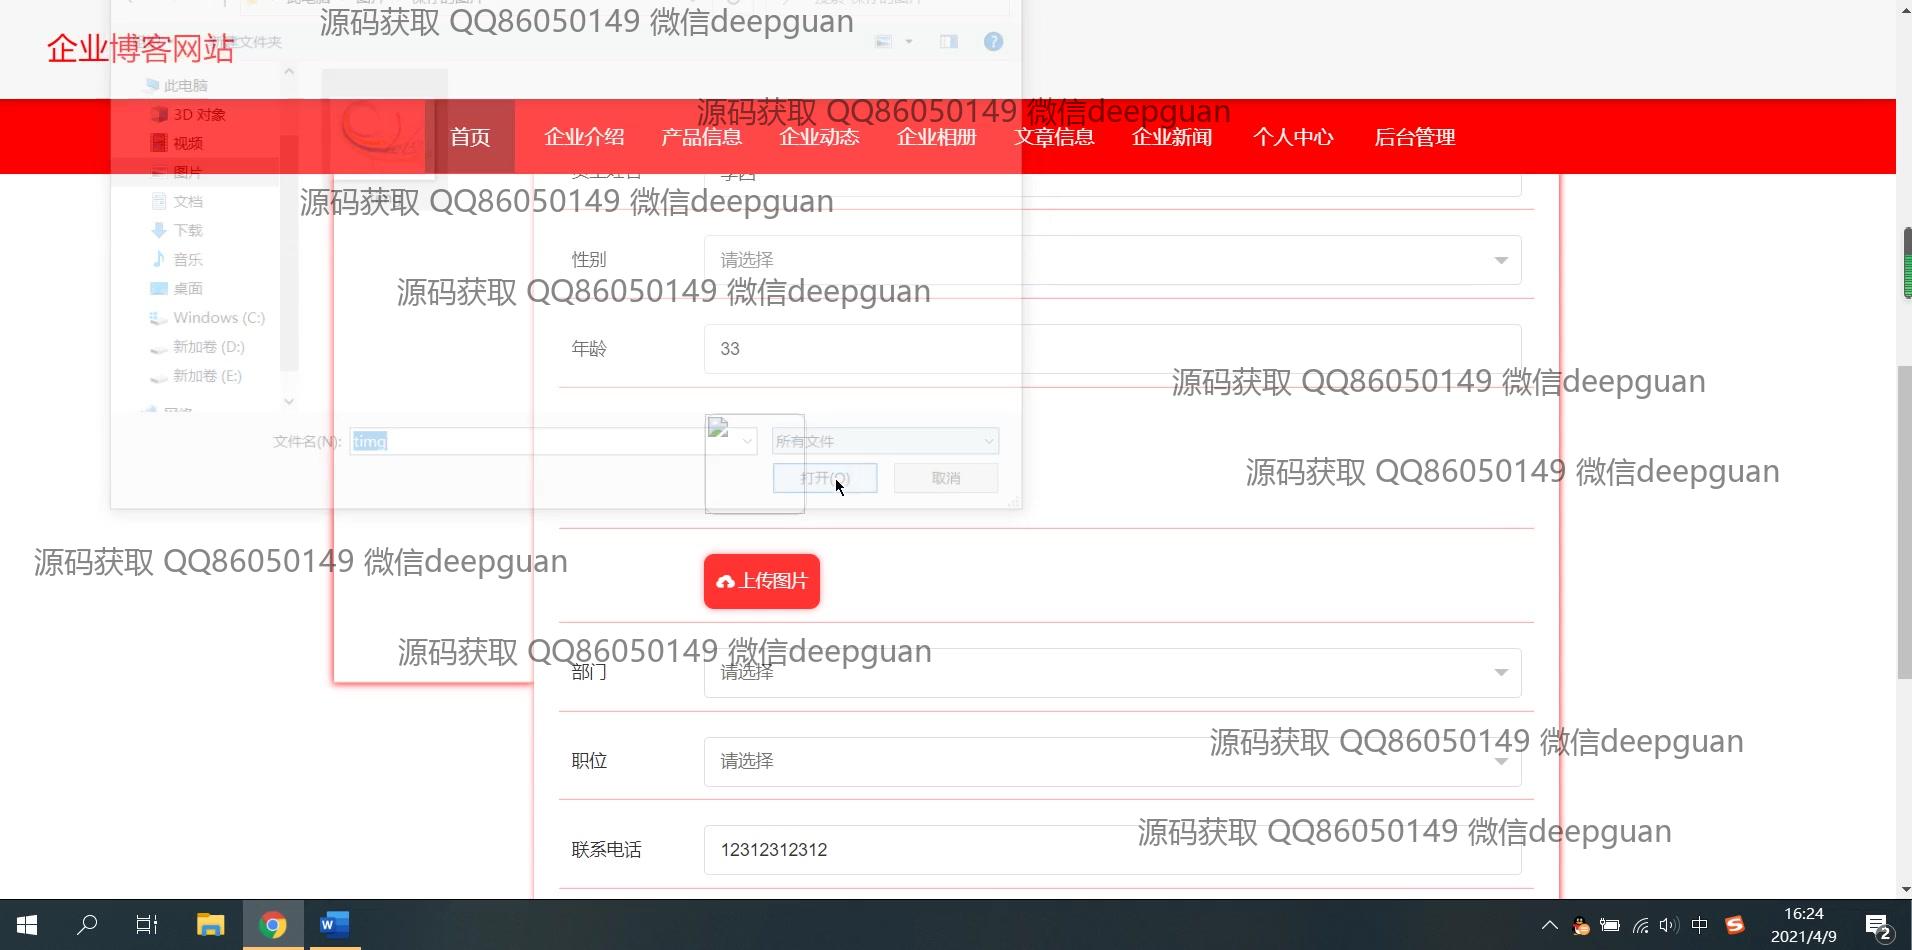 源码获取 QQ86050149 微信deepguan
企业博客网站
此电脑
3D 对象
视频
图片
文档
下载
音乐
桌面
Windows (C:)
新加卷 (D:)
新加卷 (E:)
网络
源码获取 QQ86050149 微信deepguan
首页 企业介绍 产品信息 企业动态 企业相册 文章信息 企业新闻 个人中心 后台管理
源码获取 QQ86050149 微信deepguan
性别 请选择
源码获取 QQ86050149 微信deepguan
年龄 33
源码获取 QQ86050149 微信deepguan
文件名(N): timg 所有文件
打开(O) 取消
源码获取 QQ86050149 微信deepguan
源码获取 QQ86050149 微信deepguan
上传图片
源码获取 QQ86050149 微信deepguan
部门 请选择
源码获取 QQ86050149 微信deepguan
职位 请选择
源码获取 QQ86050149 微信deepguan
联系电话 12312312312
中
16:24
2021/4/9
2